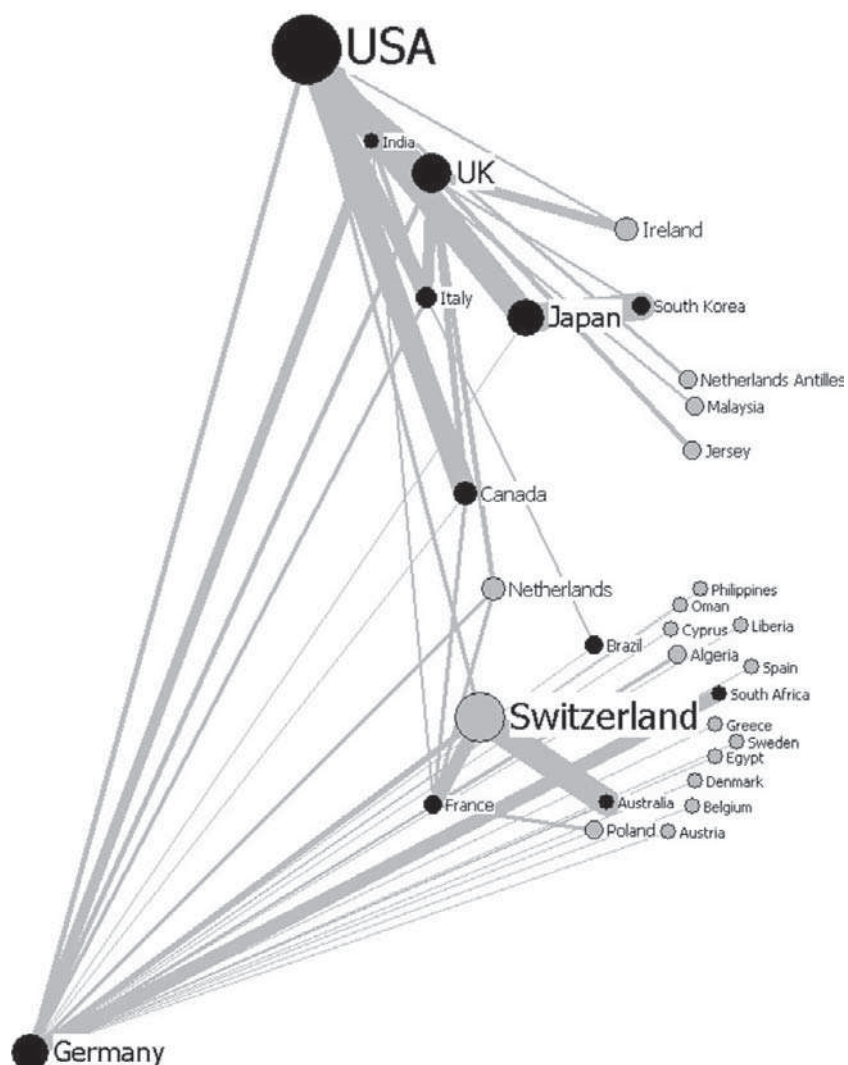 USA
India
UK
Ireland
Italy
South Korea
Japan
Netherlands Antilles
Malaysia
Jersey
Canada
Netherlands
Philippines
Oman
Liberia
Cyprus
Brazil
Algeria
Spain
South Africa
Switzerland
Greece
Sweden
Egypt
Denmark
France
Australia
Belgium
Poland
Austria
Germany